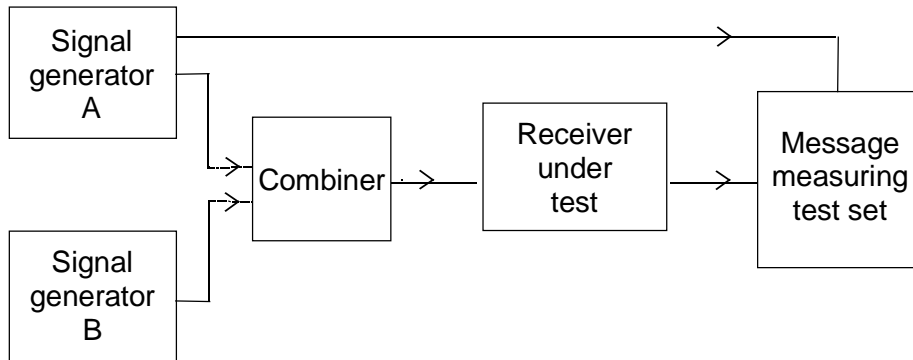 Signal
generator
A
Combiner
Receiver
under
test
Message
measuring
test set
Signal
generator
B